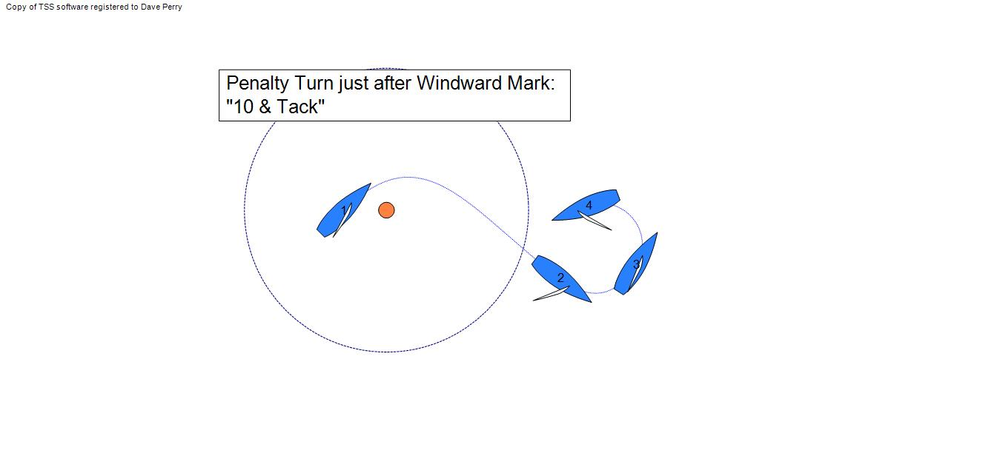 Copy of TSS software registered to Dave Perry
Penalty Turn just after Windward Mark:
"10 & Tack"
1
4
3
2